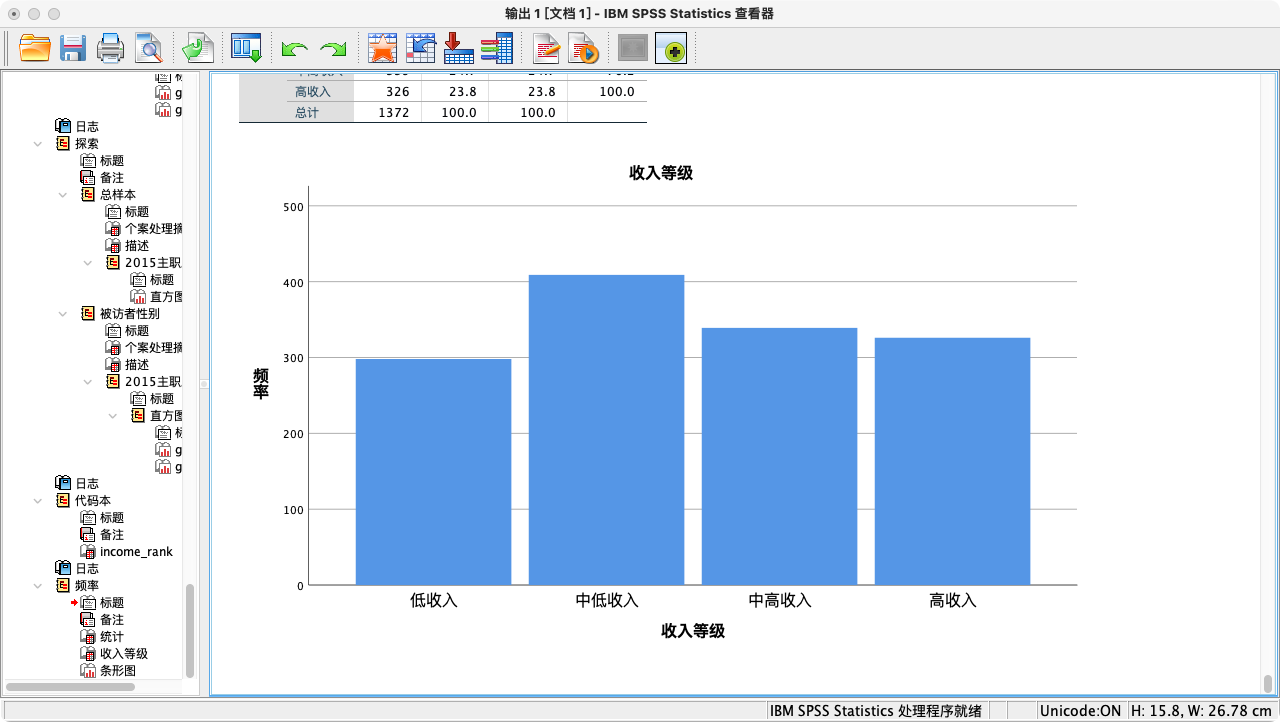 输出 1 [文档 1] - IBM SPSS Statistics 查看器
g
g
日志
探索
标题
备注
总样本
标题
个案处理摘
描述
2015主职
标题
直方图
被访者性别
标题
个案处理摘
描述
2015主职
标题
直方图
标
g
g
日志
代码本
标题
备注
income_rank
日志
频率
标题
备注
统计
收入等级
条形图
高收入 326 23.8 23.8 100.0
总计 1372 100.0 100.0
收入等级
500
400
300
200
100
0
频率
低收入 中低收入 中高收入 高收入
收入等级
IBM SPSS Statistics 处理程序就绪 Unicode:ON H: 15.8, W: 26.78 cm